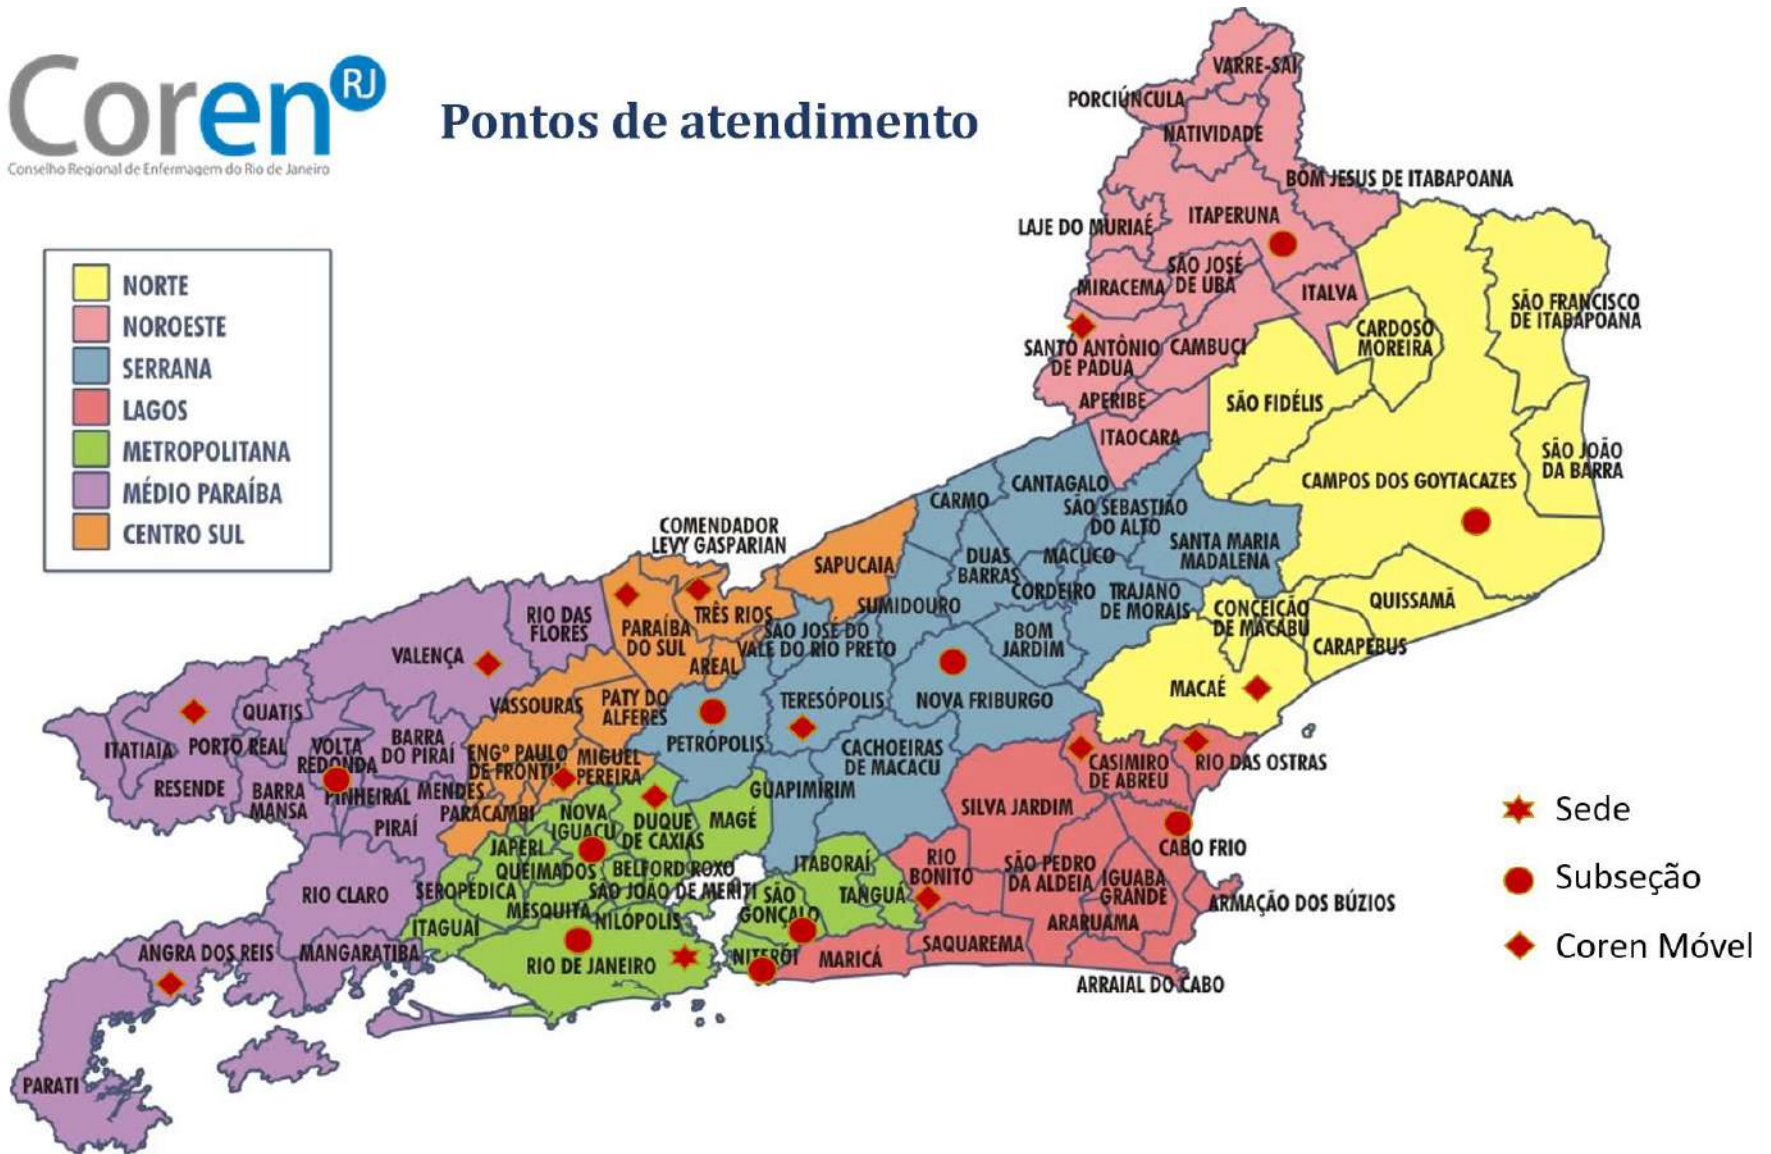 Coren RJ
Conselho Regional de Enfermagem do Rio de Janeiro
Pontos de atendimento
NORTE
NOROESTE
SERRANA
LAGOS
METROPOLITANA
MÉDIO PARAÍBA
CENTRO SUL
VARRE-SAI
PORCIÚNCULA
NATIVIDADE
BOM JESUS DE ITABAPOANA
ITAPERUNA
LAJE DO MURIAÉ
SÃO JOSÉ
DE UBÁ
MIRACEMA
ITALVA
SÃO FRANCISCO
DE ITABAPOANA
CARDOSO
MOREIRA
SANTO ANTÔNIO
DE PÁDUA
CAMBUCI
APERIBE
SÃO FIDÉLIS
ITAOCARA
SÃO JOÃO
DA BARRA
CAMPOS DOS GOYTACAZES
CANTAGALO
CARMO
SÃO SEBASTIÃO
DO ALTO
COMENDADOR
LEVY GASPARIAN
SANTA MARIA
MADALENA
SAPUCAIA
DUAS
BARRAS
MACUCO
CORDEIRO
TRAJANO
DE MORAIS
QUISSAMÃ
SUMIDOURO
CONCEIÇÃO
DE MACABU
TRÊS RIOS
RIO DAS
FLORES
PARAÍBA
DO SUL
SÃO JOSÉ DO
VALE DO RIO PRETO
BOM
JARDIM
CARAPEBUS
VALENÇA
AREAL
MACAÉ
VASSOURAS
PATY DO
ALFERES
TERESÓPOLIS
NOVA FRIBURGO
QUATIS
ITATIAIA
PORTO REAL
VOLTA
REDONDA
BARRA
DO PIRAÍ
ENGº PAULO
DE FRONTIN
MIGUEL
PEREIRA
PETRÓPOLIS
CACHOEIRAS
DE MACACU
CASIMIRO
DE ABREU
RIO DAS OSTRAS
RESENDE
BARRA
MANSA
PINHEIRAL
MENDES
GUAPIMIRIM
PARACAMBI
SILVA JARDIM
PIRAÍ
NOVA
IGUAÇU
DUQUE
DE CAXIAS
MAGÉ
JAPERI
CABO FRIO
QUEIMADOS
BELFORD ROXO
ITABORAÍ
RIO
BONITO
SÃO PEDRO
DA ALDEIA
IGUABA
GRANDE
RIO CLARO
SEROPÉDICA
SÃO JOÃO DE MERITI
SÃO
GONÇALO
TANGUÁ
ARMAÇÃO DOS BÚZIOS
MESQUITA
NILÓPOLIS
ITAGUAÍ
ARARUAMA
SAQUAREMA
ANGRA DOS REIS
MANGARATIBA
RIO DE JANEIRO
NITERÓI
MARICÁ
ARRAIAL DO CABO
PARATI
Sede
Subseção
Coren Móvel